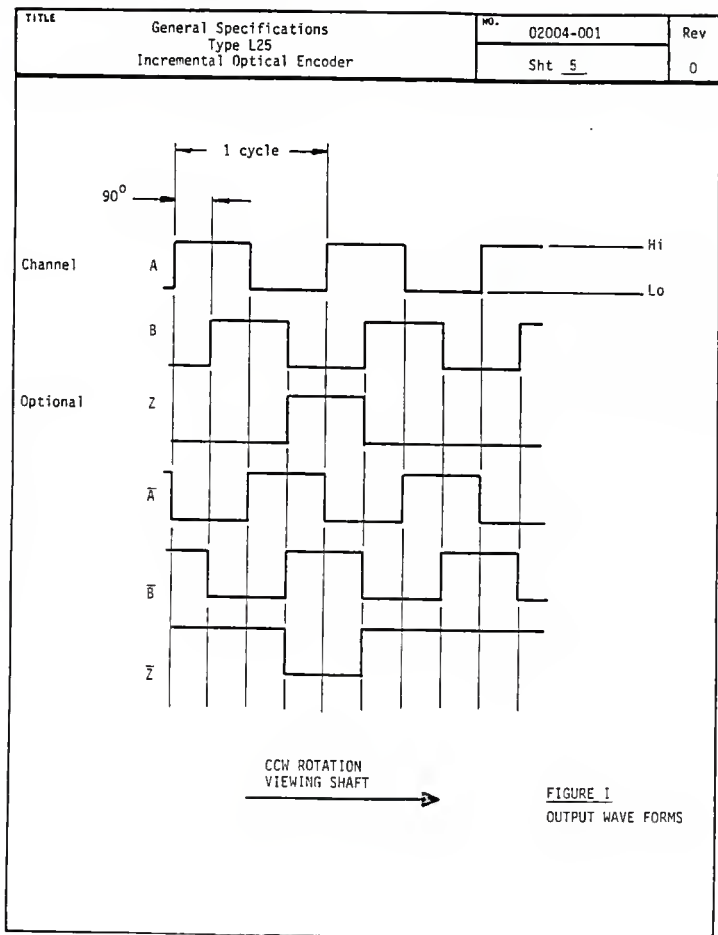 TITLE
General Specifications
Type L25
Incremental Optical Encoder
NO.
02004-001
Sht 5
Rev
0
1 cycle
90°
Channel
A
Hi
Lo
B
Optional
Z
A̅
B̅
Z̅
CCW ROTATION
VIEWING SHAFT
FIGURE I
OUTPUT WAVE FORMS